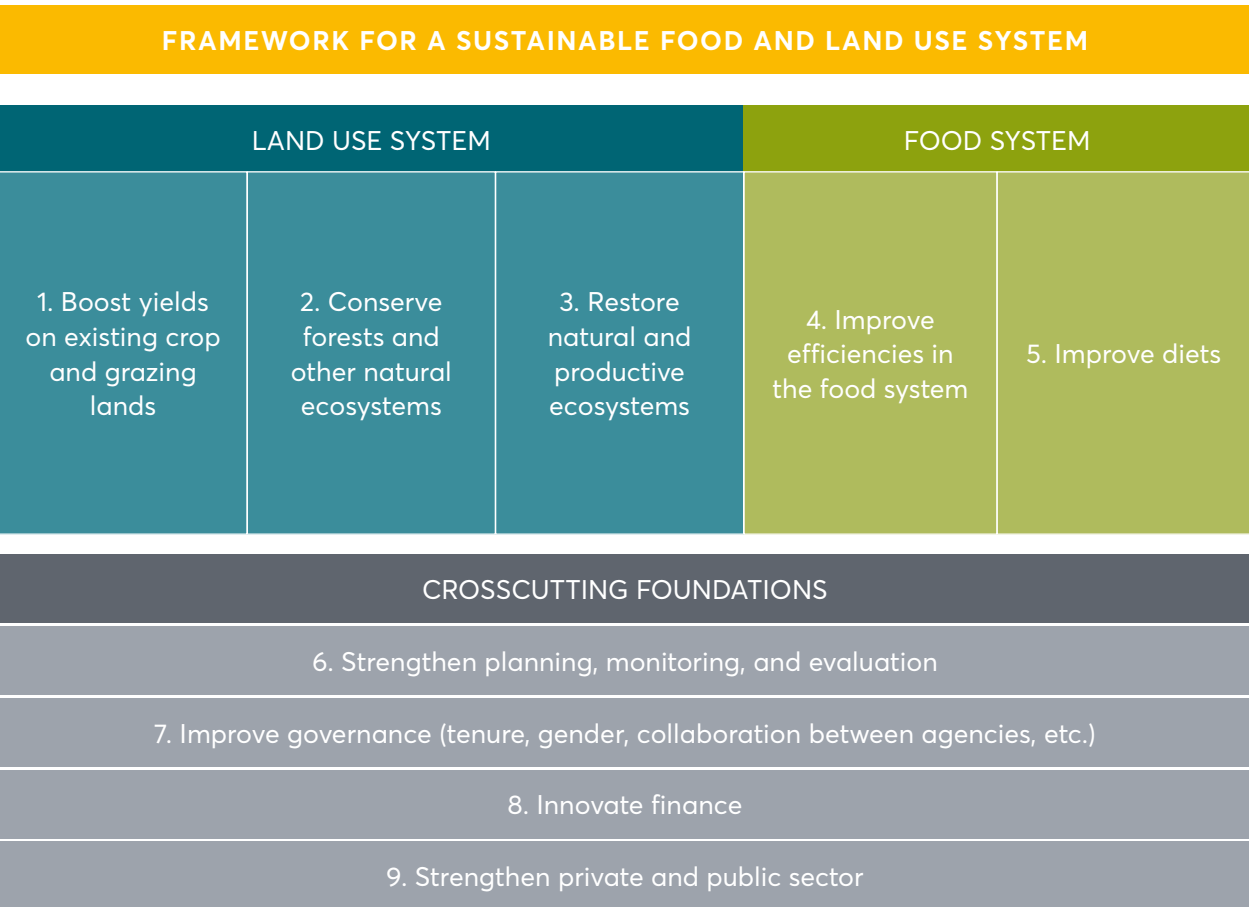 FRAMEWORK FOR A SUSTAINABLE FOOD AND LAND USE SYSTEM
LAND USE SYSTEM
FOOD SYSTEM
1. Boost yields
on existing crop
and grazing
lands
2. Conserve
forests and
other natural
ecosystems
3. Restore
natural and
productive
ecosystems
4. Improve
efficiencies in
the food system
5. Improve diets
CROSSCUTTING FOUNDATIONS
6. Strengthen planning, monitoring, and evaluation
7. Improve governance (tenure, gender, collaboration between agencies, etc.)
8. Innovate finance
9. Strengthen private and public sector